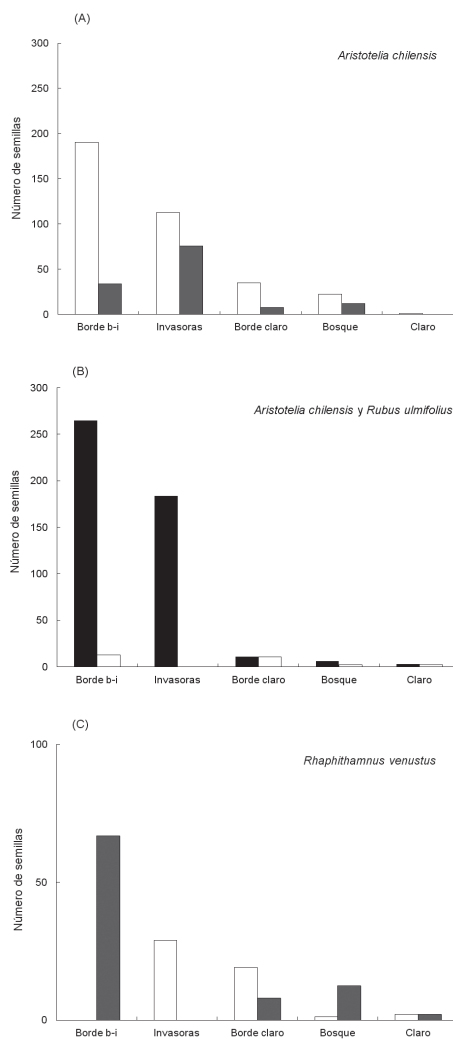 (A)
Aristotelia chilensis
Número de semillas
300
250
200
150
100
50
0
Borde b-i Invasoras Borde claro Bosque Claro
(B)
Aristotelia chilensis y Rubus ulmifolius
Número de semillas
300
250
200
150
100
50
0
Borde b-i Invasoras Borde claro Bosque Claro
(C)
Rhaphithamnus venustus
Número de semillas
100
50
0
Borde b-i Invasoras Borde claro Bosque Claro